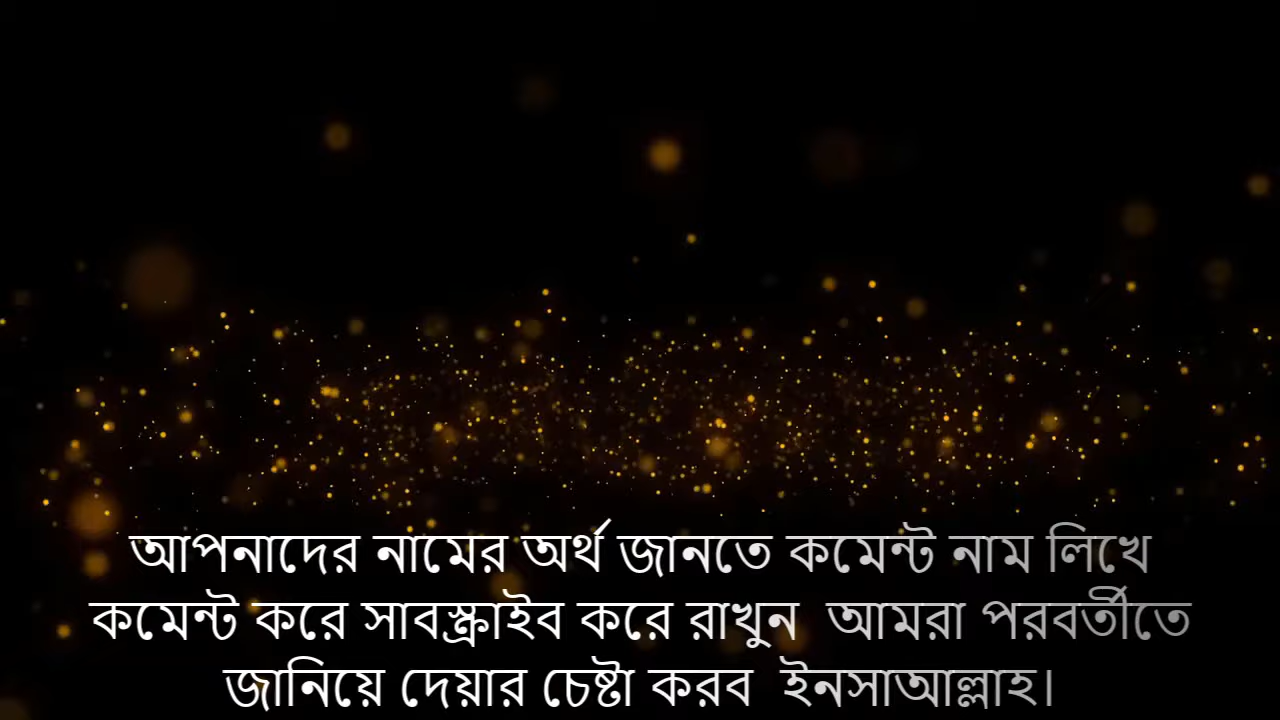 আপনাদের নামের অর্থ জানতে কমেন্ট নাম লিখে
কমেন্ট করে সাবস্ক্রাইব করে রাখুন  আমরা পরবর্তীতে
জানিয়ে দেয়ার চেষ্টা করব  ইনসাআল্লাহ।